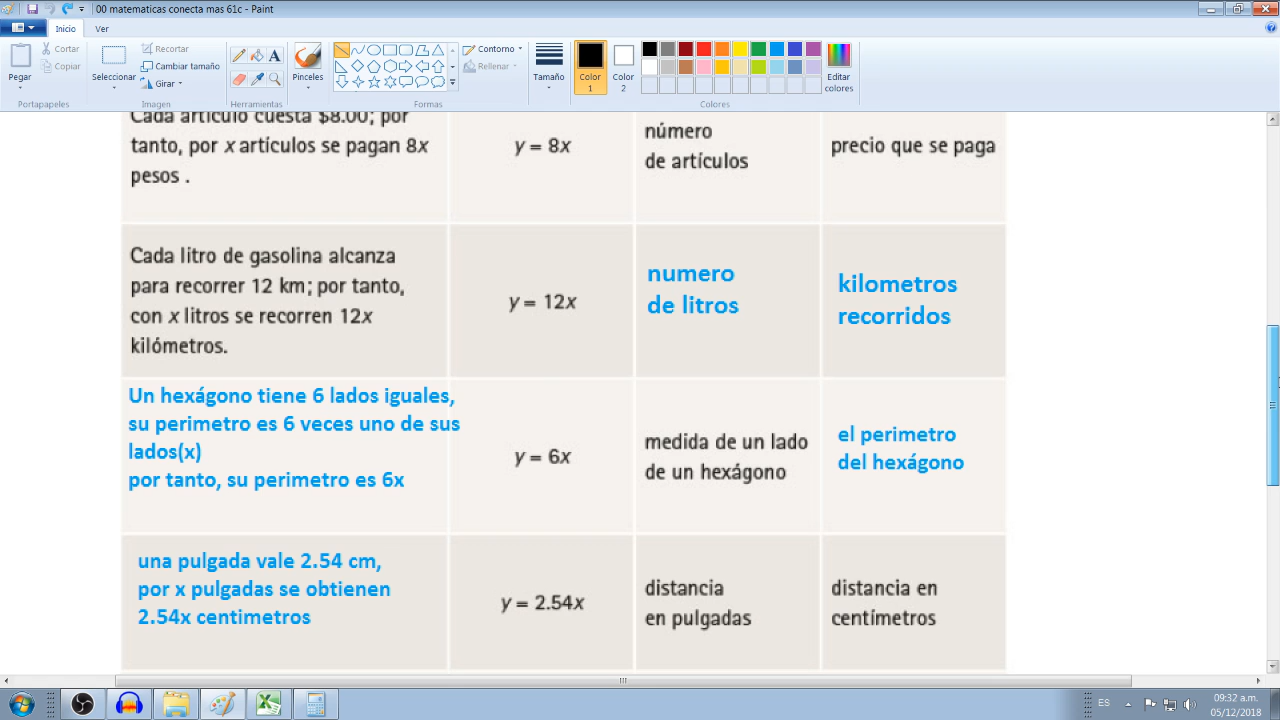 00 matematicas conecta mas 61c - Paint
Inicio
Ver
Pegar
Cortar
Copiar
Portapapeles
Seleccionar
Recortar
Cambiar tamaño
Girar
Imagen
A
Herramientas
Pinceles
Contorno
Rellenar
Formas
Tamaño
Color
1
Color
2
Editar
colores
Colores
Cada artículo cuesta $8.00; por
tanto, por x artículos se pagan 8x
pesos .
y = 8x
número
de artículos
precio que se paga
Cada litro de gasolina alcanza
para recorrer 12 km; por tanto,
con x litros se recorren 12x
kilómetros.
y = 12x
numero
de litros
kilometros
recorridos
Un hexágono tiene 6 lados iguales,
su perimetro es 6 veces uno de sus
lados(x)
por tanto, su perimetro es 6x
y = 6x
medida de un lado
de un hexágono
el perimetro
del hexágono
una pulgada vale 2.54 cm,
por x pulgadas se obtienen
2.54x centimetros
y = 2.54x
distancia
en pulgadas
distancia en
centímetros
ES
09:32 a.m.
05/12/2018